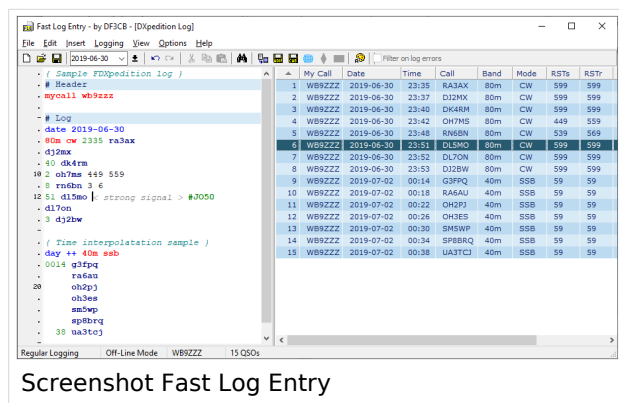 Fast Log Entry - by DF3CB - [DXpedition Log]
File Edit Insert Logging View Options Help
2019-06-30 Filter on log errors
{ Sample FDXpedition log }
# Header
mycall wb9zzz
# Log
date 2019-06-30
80m cw 2335 ra3ax
dj2mx
40 dk4rm
10 2 oh7ms 449 559
8 rn6bn 3 6
12 51 dl5mo < strong signal > #JO50
dl7on
3 dj2bw
{ Time interpolatation sample }
day ++ 40m ssb
0014 g3fpq
ra6au
20 oh2pj
oh3es
sm5wp
sp8brq
38 ua3tcj
My Call Date Time Call Band Mode RSTs RSTr
1 WB9ZZZ 2019-06-30 23:35 RA3AX 80m CW 599 599
2 WB9ZZZ 2019-06-30 23:37 DJ2MX 80m CW 599 599
3 WB9ZZZ 2019-06-30 23:40 DK4RM 80m CW 599 599
4 WB9ZZZ 2019-06-30 23:42 OH7MS 80m CW 449 559
5 WB9ZZZ 2019-06-30 23:48 RN6BN 80m CW 539 569
6 WB9ZZZ 2019-06-30 23:51 DL5MO 80m CW 599 599
7 WB9ZZZ 2019-06-30 23:52 DL7ON 80m CW 599 599
8 WB9ZZZ 2019-06-30 23:53 DJ2BW 80m CW 599 599
9 WB9ZZZ 2019-07-02 00:14 G3FPQ 40m SSB 59 59
10 WB9ZZZ 2019-07-02 00:18 RA6AU 40m SSB 59 59
11 WB9ZZZ 2019-07-02 00:22 OH2PJ 40m SSB 59 59
12 WB9ZZZ 2019-07-02 00:26 OH3ES 40m SSB 59 59
13 WB9ZZZ 2019-07-02 00:30 SM5WP 40m SSB 59 59
14 WB9ZZZ 2019-07-02 00:34 SP8BRQ 40m SSB 59 59
15 WB9ZZZ 2019-07-02 00:38 UA3TCJ 40m SSB 59 59
Regular Logging Off-Line Mode WB9ZZZ 15 QSOs
Screenshot Fast Log Entry